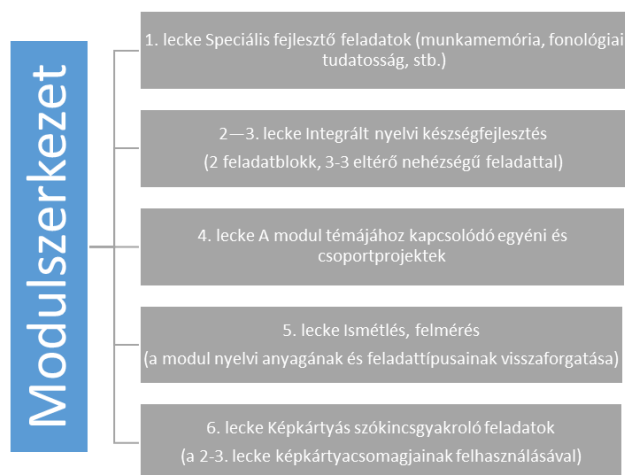 Modulszerkezet
1. lecke Speciális fejlesztő feladatok (munkamemória, fonológiai
tudatosság, stb.)
2—3. lecke Integrált nyelvi készségfejlesztés
(2 feladatblokk, 3-3 eltérő nehézségű feladattal)
4. lecke A modul témájához kapcsolódó egyéni és
csoportprojektek
5. lecke Ismétlés, felmérés
(a modul nyelvi anyagának és feladattípusainak visszaforgatása)
6. lecke Képkártyás szókincsgyakroló feladatok
(a 2-3. lecke képkártyacsomagjainak felhasználásával)